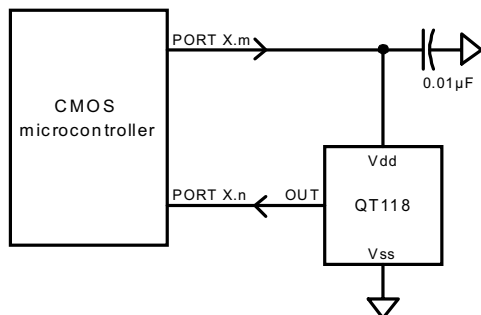 PORT X.m
0.01µF
CMOS
microcontroller
Vdd
PORT X.n
OUT
QT118
Vss